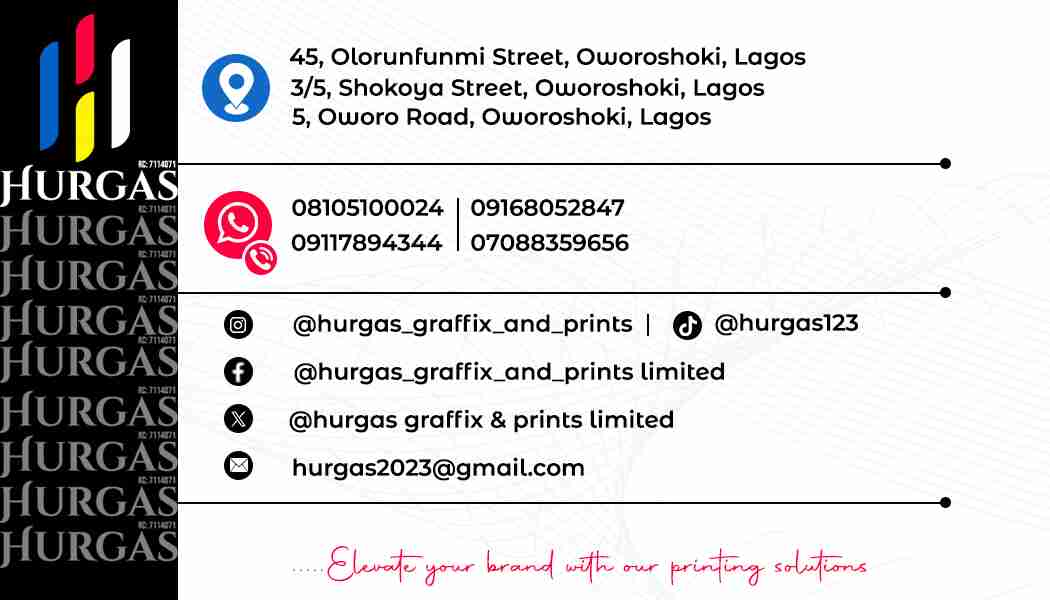 RC: 7114071
HURGAS
RC: 7114071
HURGAS
RC: 7114071
HURGAS
RC: 7114071
HURGAS
RC: 7114071
HURGAS
RC: 7114071
HURGAS
RC: 7114071
HURGAS
RC: 7114071
HURGAS
RC: 7114071
HURGAS
45, Olorunfunmi Street, Oworoshoki, Lagos
3/5, Shokoya Street, Oworoshoki, Lagos
5, Oworo Road, Oworoshoki, Lagos
08105100024 | 09168052847
09117894344 | 07088359656
@hurgas_graffix_and_prints | @hurgas123
@hurgas_graffix_and_prints limited
@hurgas graffix & prints limited
hurgas2023@gmail.com
.....Elevate your brand with our printing solutions